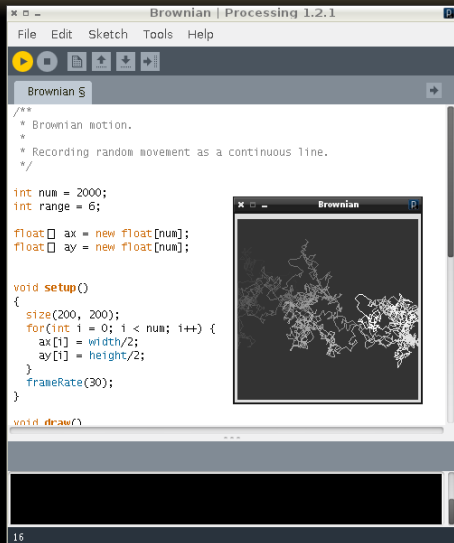 Brownian | Processing 1.2.1
File Edit Sketch Tools Help
Brownian §
/**
 * Brownian motion.
 *
 * Recording random movement as a continuous line.
 */
int num = 2000;
int range = 6;
float[] ax = new float[num];
float[] ay = new float[num];
void setup()
{
  size(200, 200);
  for(int i = 0; i < num; i++) {
    ax[i] = width/2;
    ay[i] = height/2;
  }
  frameRate(30);
}
void draw()
Brownian
16